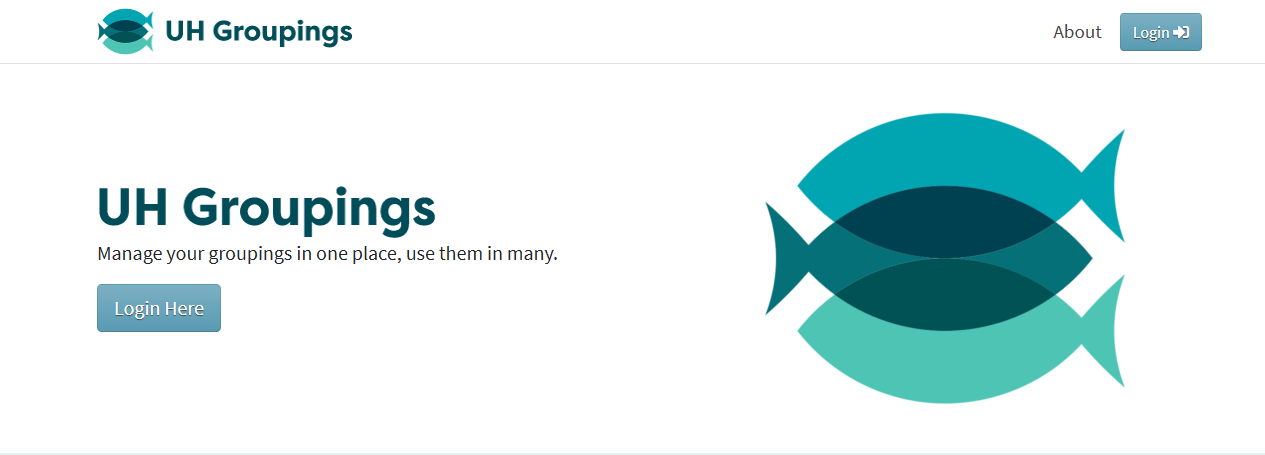 UH Groupings
About
Login
UH Groupings
Manage your groupings in one place, use them in many.
Login Here